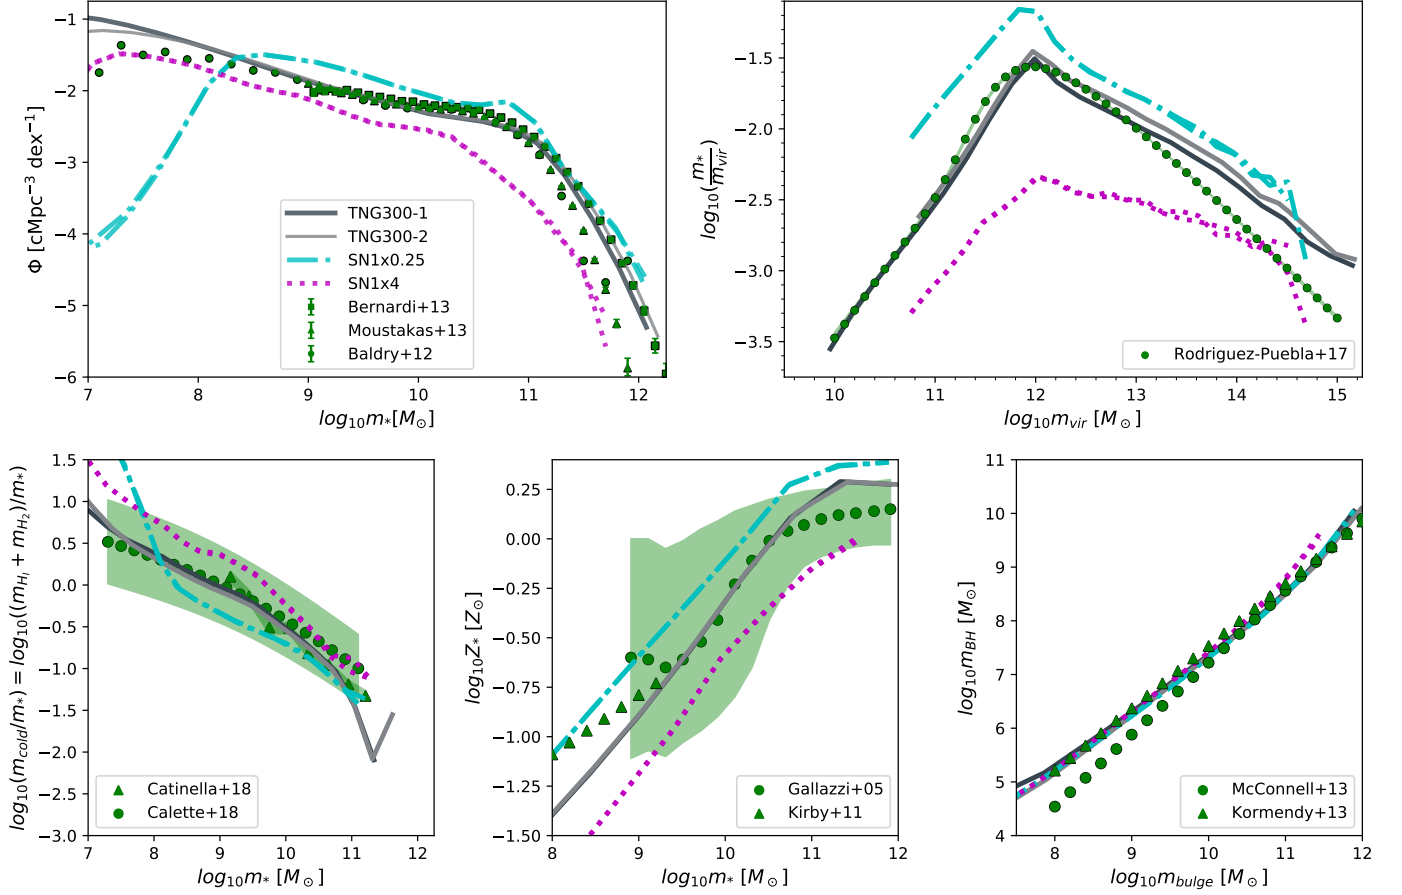 −1
−2
−3
−4
−5
−6
Φ [cMpc⁻³ dex⁻¹]
TNG300-1
TNG300-2
SN1x0.25
SN1x4
Bernardi+13
Moustakas+13
Baldry+12
7 8 9 10 11 12
log₁₀m*[M⊙]
−1.5
−2.0
−2.5
−3.0
−3.5
log₁₀(m*/m_vir)
Rodriguez-Puebla+17
10 11 12 13 14 15
log₁₀m_vir [M⊙]
1.5
1.0
0.5
0.0
−0.5
−1.0
−1.5
−2.0
−2.5
−3.0
log₁₀(m_cold/m*) = log₁₀((m_HI + m_H₂)/m*)
Catinella+18
Calette+18
7 8 9 10 11 12
log₁₀m* [M⊙]
0.25
0.00
−0.25
−0.50
−0.75
−1.00
−1.25
−1.50
log₁₀Z* [Z⊙]
Gallazzi+05
Kirby+11
8 9 10 11 12
log₁₀m* [M⊙]
11
10
9
8
7
6
5
4
log₁₀m_BH [M⊙]
McConnell+13
Kormendy+13
8 9 10 11 12
log₁₀m_bulge [M⊙]